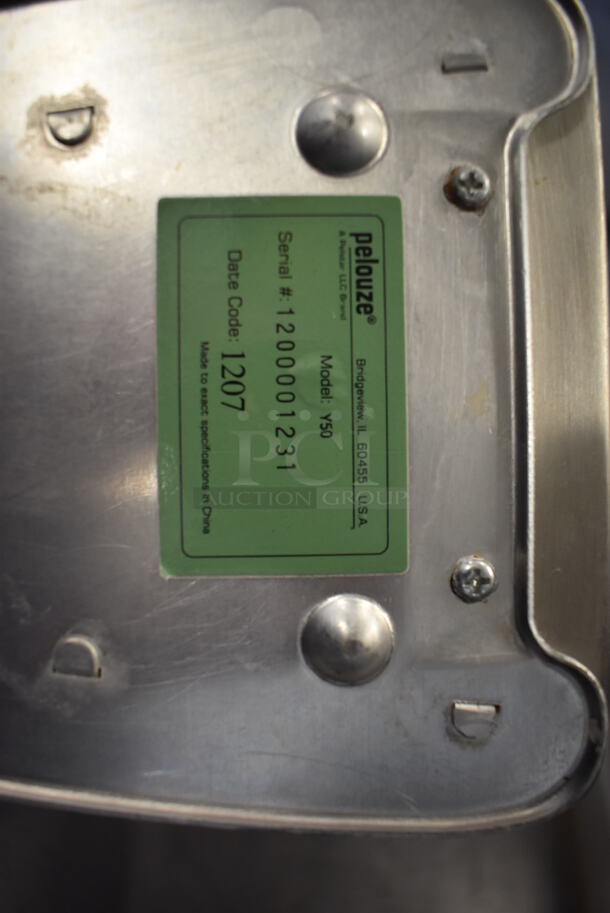 pelouze®
A Pelstar LLC Brand
Bridgeview, IL 60455 U.S.A.
Model: Y50
Serial #: 1200001231
Date Code: 1207
Made to exact specifications in China
PCI
AUCTION GROUP